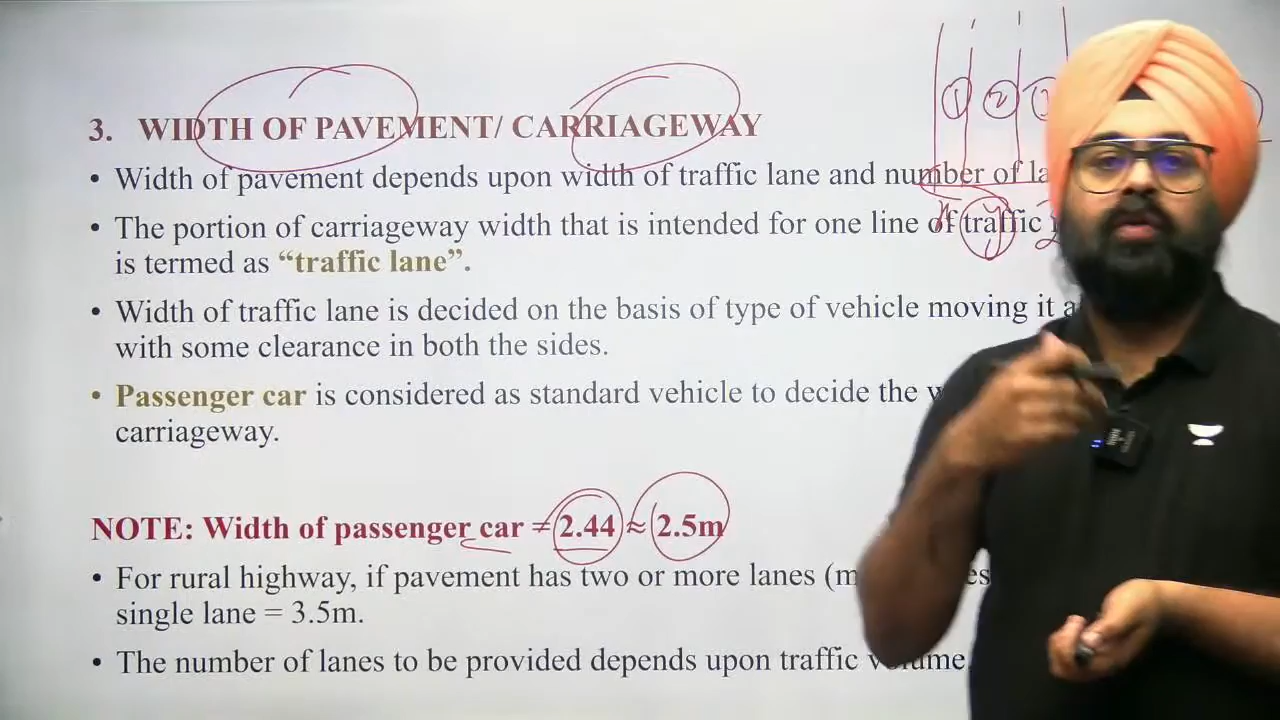 1 2
3. WIDTH OF PAVEMENT/ CARRIAGEWAY
• Width of pavement depends upon width of traffic lane and number of
• The portion of carriageway width that is intended for one line of traffic
is termed as “traffic lane”.
• Width of traffic lane is decided on the basis of type of vehicle moving it
with some clearance in both the sides.
• Passenger car is considered as standard vehicle to decide the
carriageway.
NOTE: Width of passenger car = 2.44 ≈ 2.5m
• For rural highway, if pavement has two or more lanes
single lane = 3.5m.
• The number of lanes to be provided depends upon traffic volume